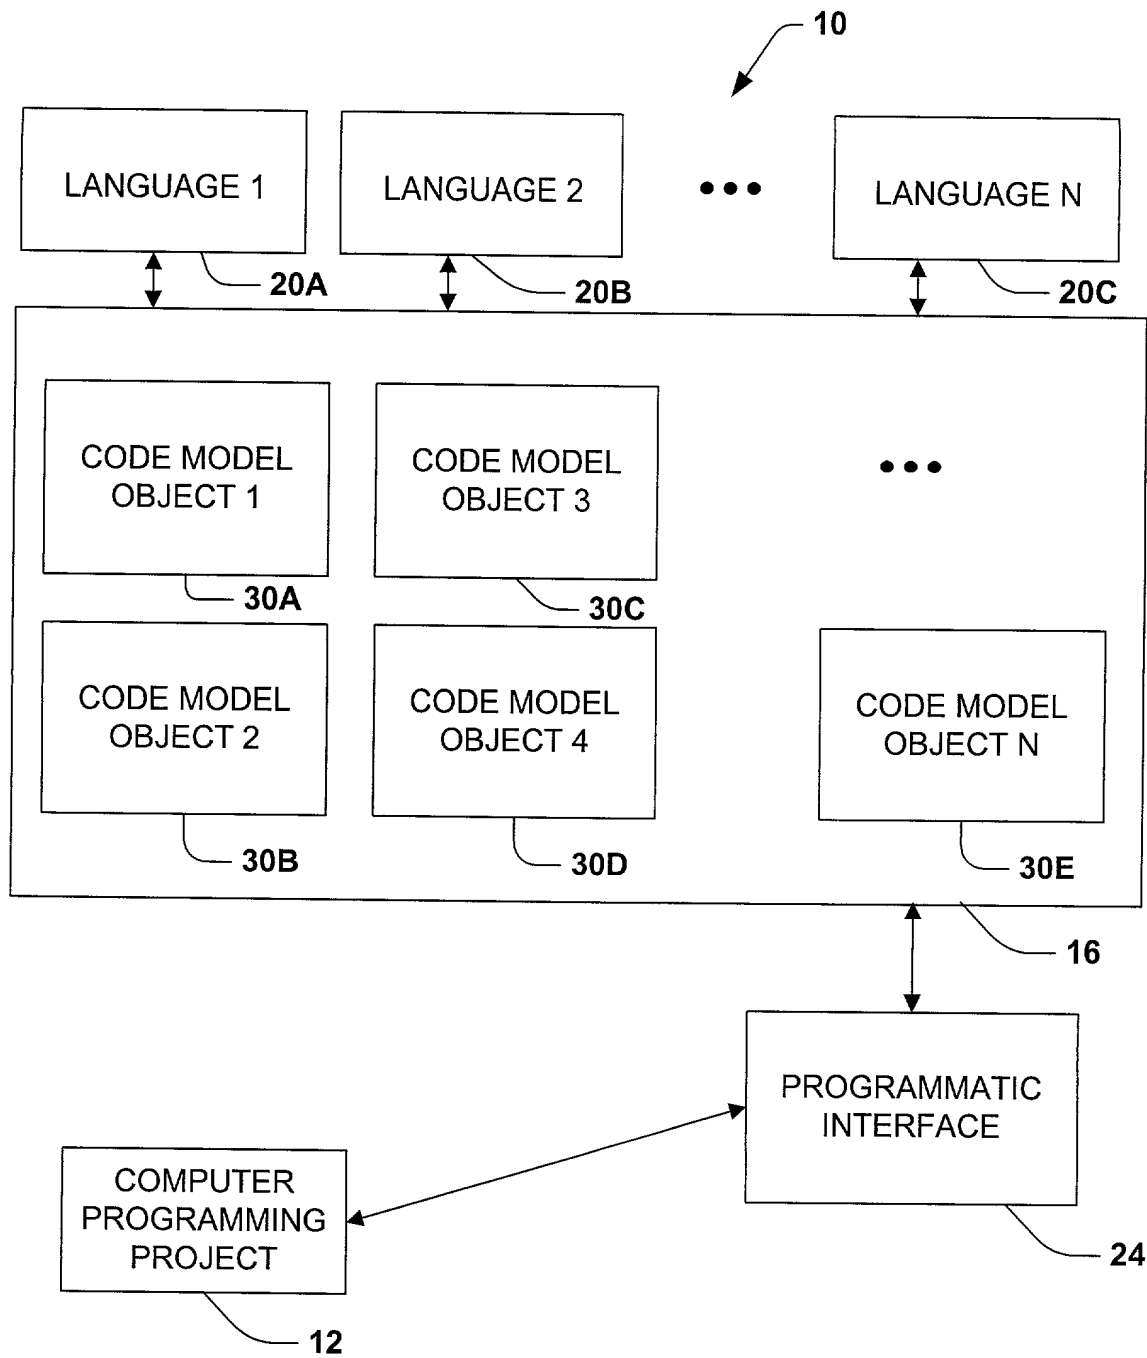 10
LANGUAGE 1
LANGUAGE 2
LANGUAGE N
20A
20B
20C
CODE MODEL
OBJECT 1
CODE MODEL
OBJECT 3
30A
30C
CODE MODEL
OBJECT 2
CODE MODEL
OBJECT 4
CODE MODEL
OBJECT N
30B
30D
30E
16
PROGRAMMATIC
INTERFACE
24
COMPUTER
PROGRAMMING
PROJECT
12